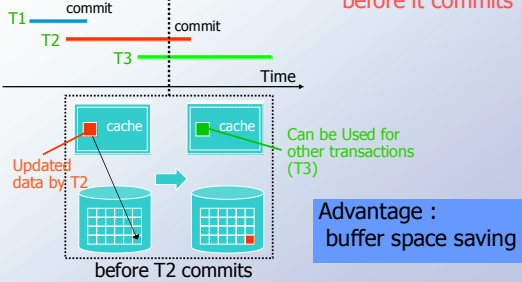 before it commits
commit
T1
commit
T2
T3
Time
cache
cache
Updated
data by T2
Can be Used for
other transactions
(T3)
Advantage :
buffer space saving
before T2 commits